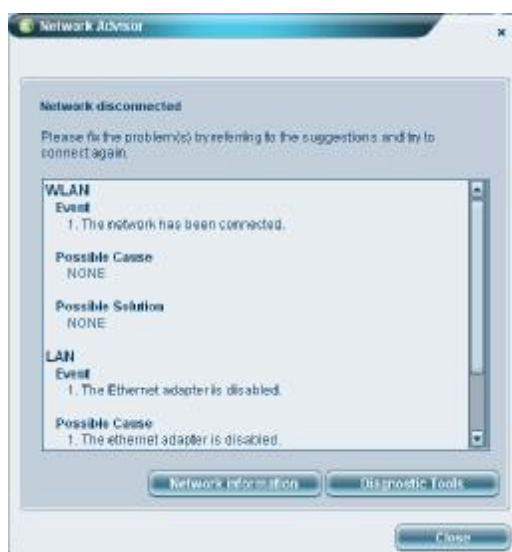 Network Advisor
Network disconnected
Please fix the problem(s) by referring to the suggestions and try to
connect again.
WLAN
Event
1. The network has been connected.
Possible Cause
NONE
Possible Solution
NONE
LAN
Event
1. The Ethernet adapter is disabled.
Possible Cause
1. The ethernet adapter is disabled.
Network information
Diagnostic Tools
Close